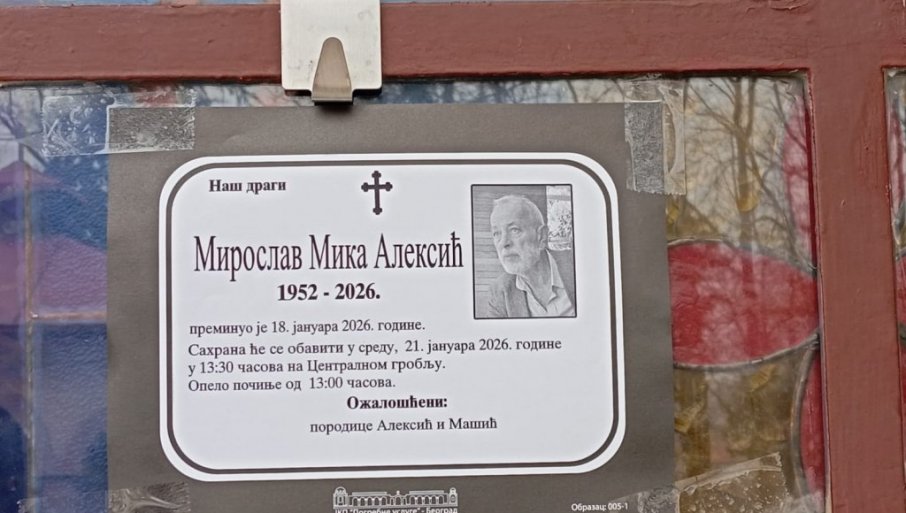 Наш драги
Мирослав Мика Алексић
1952 - 2026.
преминуо је 18. јануара 2026. године.
Сахрана ће се обавити у среду, 21. јануара 2026. године
у 13:30 часова на Централном гробљу.
Опело почиње од 13:00 часова.
Ожалошћени:
породице Алексић и Машић
ЈКП "Погребне услуге" - Београд
Образац: 005-1